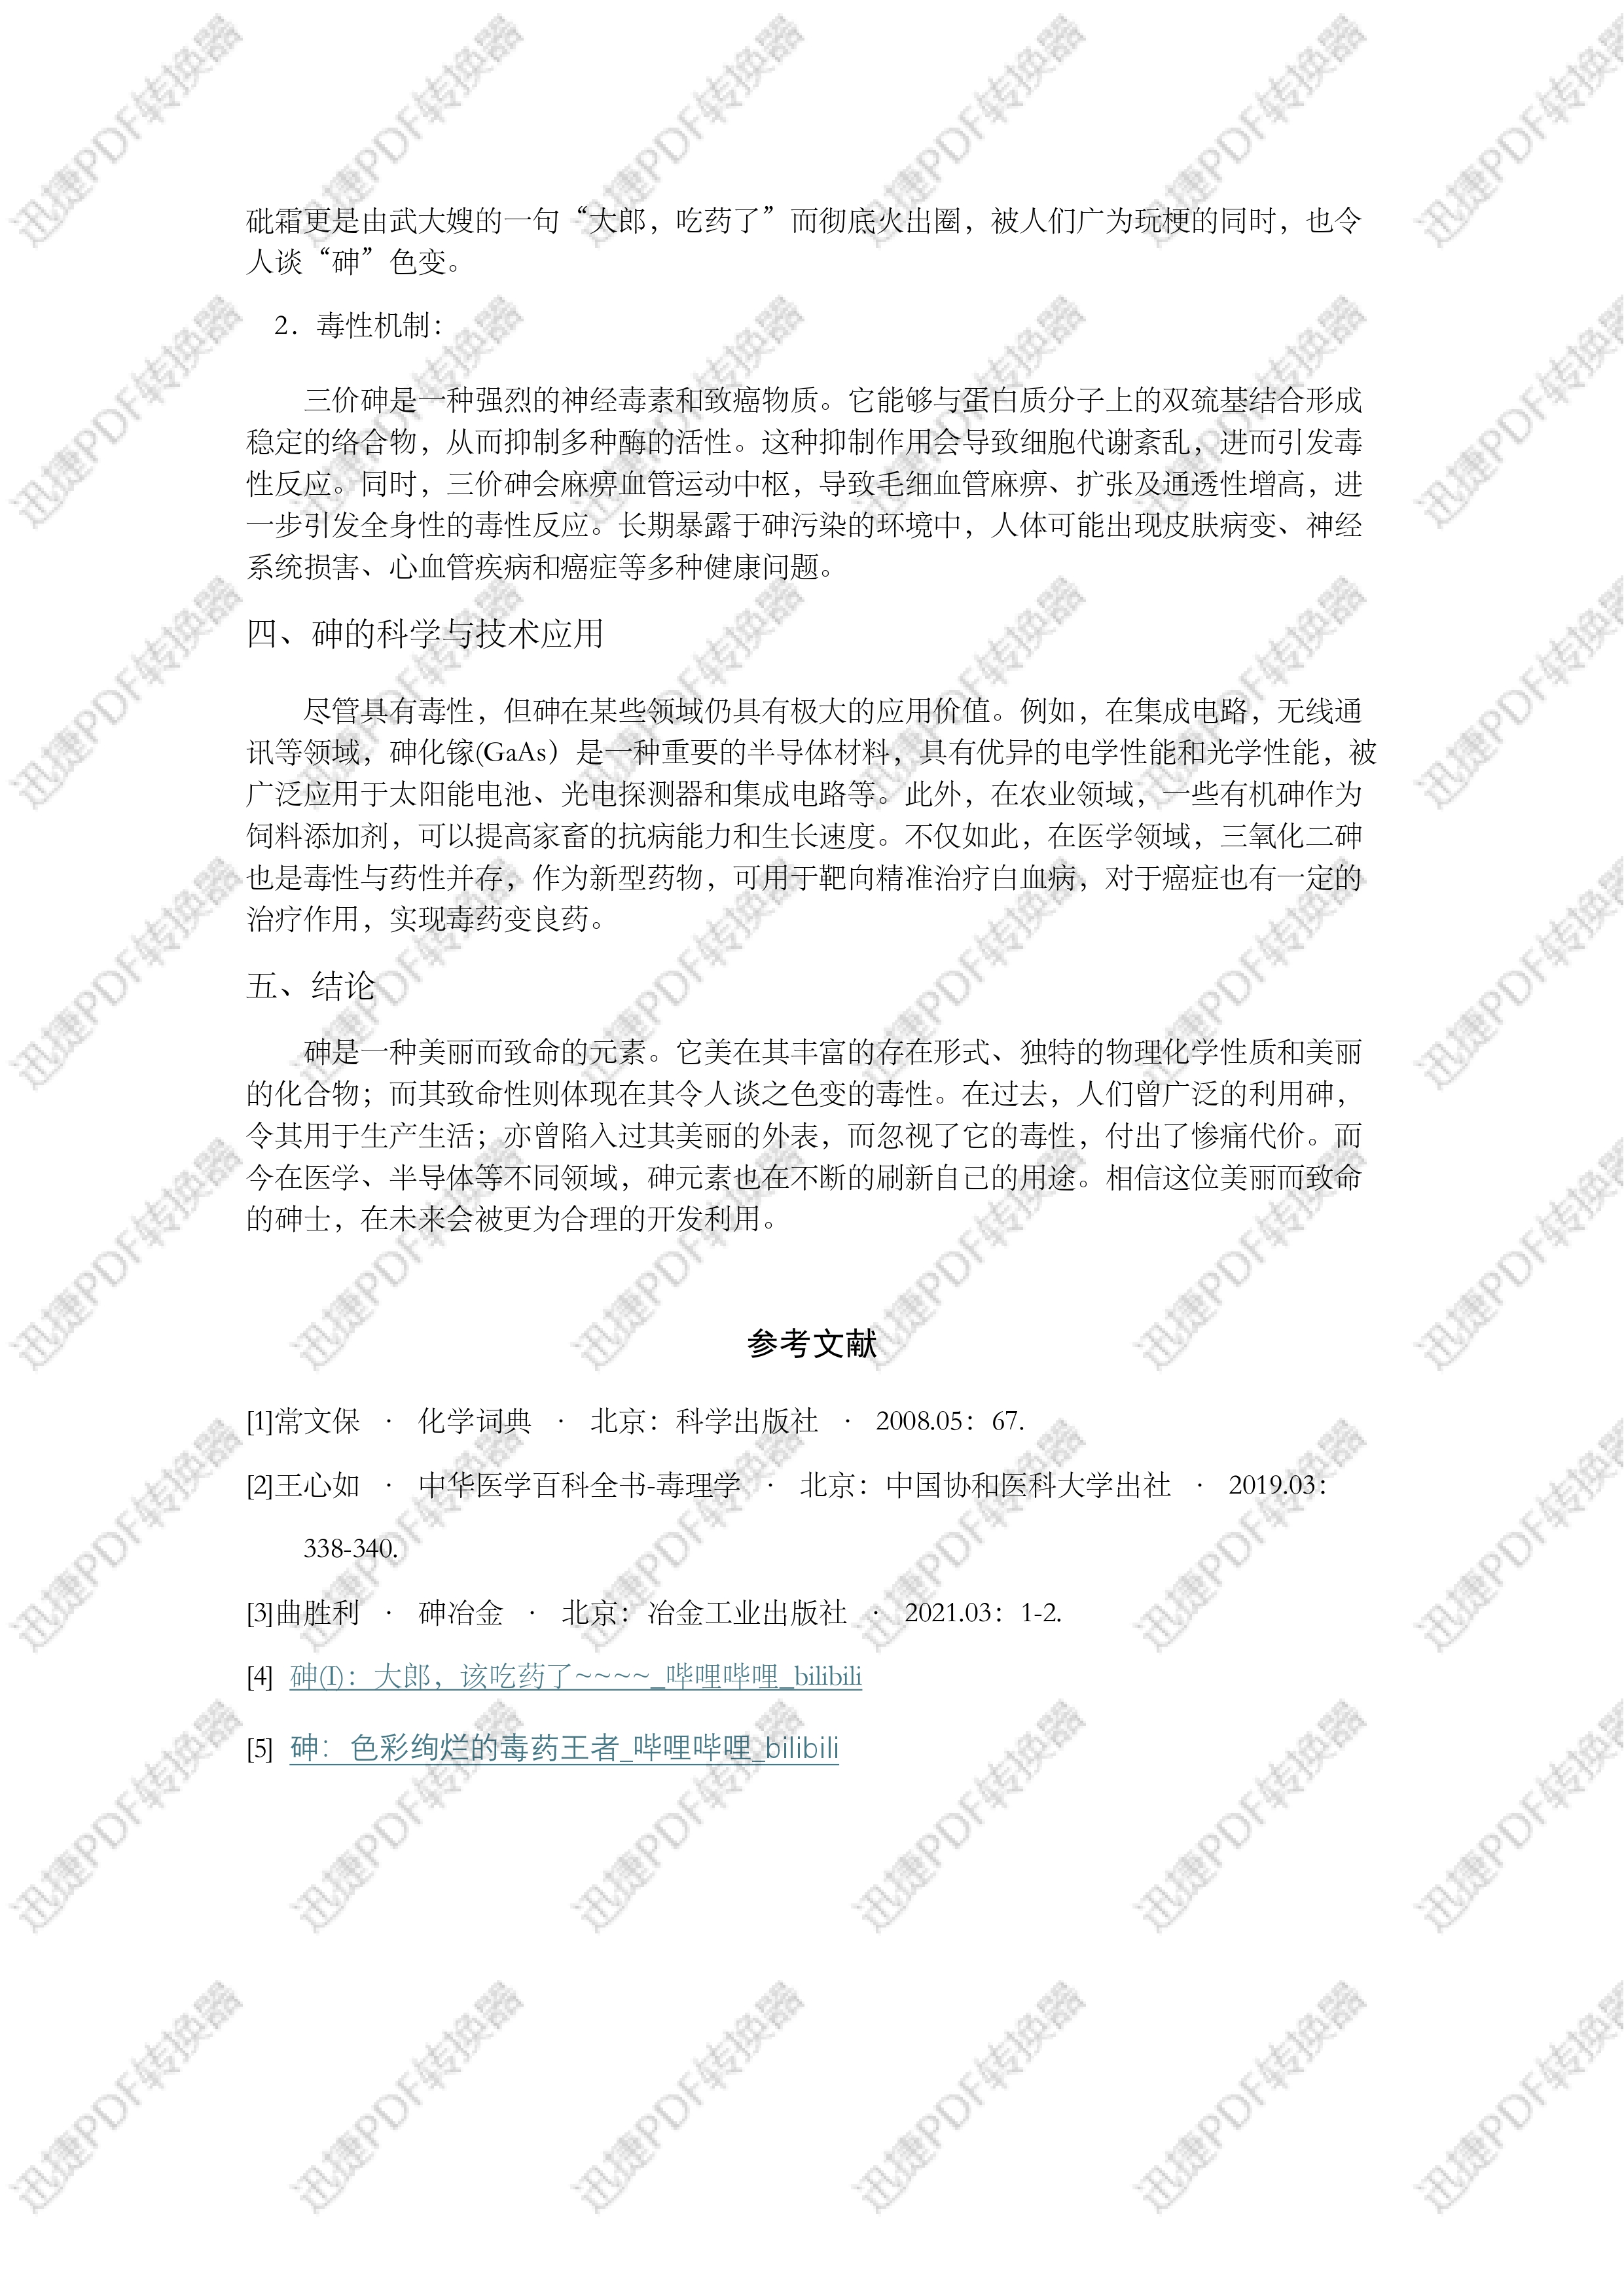 砒霜更是由武大嫂的一句“大郎，吃药了”而彻底火出圈，被人们广为玩梗的同时，也令
人谈“砷”色变。
2．毒性机制：
三价砷是一种强烈的神经毒素和致癌物质。它能够与蛋白质分子上的双巯基结合形成
稳定的络合物，从而抑制多种酶的活性。这种抑制作用会导致细胞代谢紊乱，进而引发毒
性反应。同时，三价砷会麻痹血管运动中枢，导致毛细血管麻痹、扩张及通透性增高，进
一步引发全身性的毒性反应。长期暴露于砷污染的环境中，人体可能出现皮肤病变、神经
系统损害、心血管疾病和癌症等多种健康问题。
四、砷的科学与技术应用
尽管具有毒性，但砷在某些领域仍具有极大的应用价值。例如，在集成电路，无线通
讯等领域，砷化镓(GaAs）是一种重要的半导体材料，具有优异的电学性能和光学性能，被
广泛应用于太阳能电池、光电探测器和集成电路等。此外，在农业领域，一些有机砷作为
饲料添加剂，可以提高家畜的抗病能力和生长速度。不仅如此，在医学领域，三氧化二砷
也是毒性与药性并存，作为新型药物，可用于靶向精准治疗白血病，对于癌症也有一定的
治疗作用，实现毒药变良药。
五、结论
砷是一种美丽而致命的元素。它美在其丰富的存在形式、独特的物理化学性质和美丽
的化合物；而其致命性则体现在其令人谈之色变的毒性。在过去，人们曾广泛的利用砷，
令其用于生产生活；亦曾陷入过其美丽的外表，而忽视了它的毒性，付出了惨痛代价。而
今在医学、半导体等不同领域，砷元素也在不断的刷新自己的用途。相信这位美丽而致命
的砷士，在未来会被更为合理的开发利用。
参考文献
[1]常文保 · 化学词典 · 北京：科学出版社 · 2008.05：67.
[2]王心如 · 中华医学百科全书-毒理学 · 北京：中国协和医科大学出社 · 2019.03：
338-340.
[3]曲胜利 · 砷冶金 · 北京：冶金工业出版社 · 2021.03：1-2.
[4] 砷(I)：大郎，该吃药了~~~~_哔哩哔哩_bilibili
[5] 砷：色彩绚烂的毒药王者_哔哩哔哩_bilibili
迅捷PDF转换器